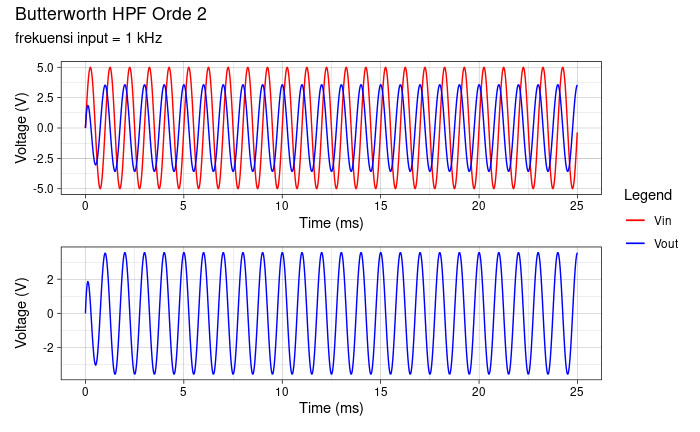 Butterworth HPF Orde 2
frekuensi input = 1 kHz
5.0
2.5
0.0
-2.5
-5.0
Voltage (V)
0 5 10 15 20 25
Time (ms)
Legend
Vin
Vout
2
0
-2
Voltage (V)
0 5 10 15 20 25
Time (ms)